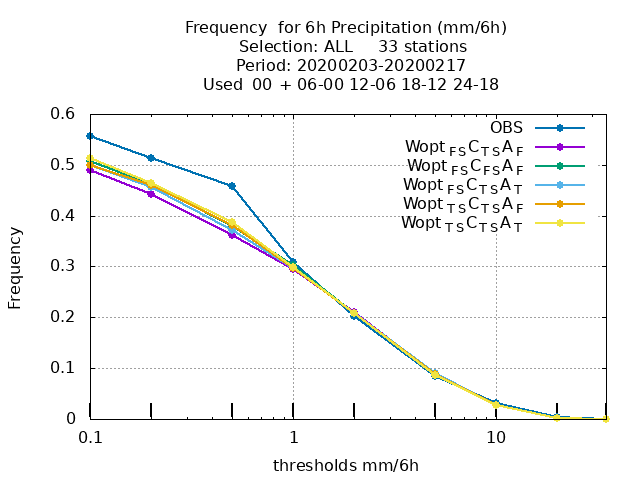 Frequency  for 6h Precipitation (mm/6h)
Selection: ALL     33 stations
Period: 20200203-20200217
Used  00  + 06-00 12-06 18-12 24-18
0.6
OBS
Wopt FS C TS A F
0.5
Wopt FS C FS A F
Wopt FS C TS A T
Wopt TS C TS A F
0.4
Wopt TS C TS A T
0.3
0.2
0.1
0
Frequency
0.1
1
10
thresholds mm/6h